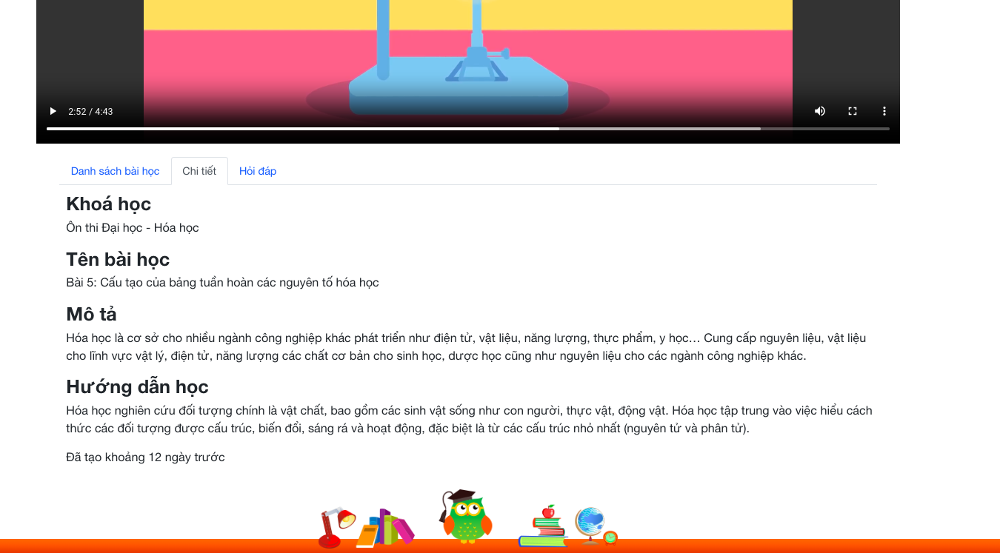 2:52 / 4:43
Danh sách bài học Chi tiết Hỏi đáp
Khoá học
Ôn thi Đại học - Hóa học
Tên bài học
Bài 5: Cấu tạo của bảng tuần hoàn các nguyên tố hóa học
Mô tả
Hóa học là cơ sở cho nhiều ngành công nghiệp khác phát triển như điện tử, vật liệu, năng lượng, thực phẩm, y học… Cung cấp nguyên liệu, vật liệu
cho lĩnh vực vật lý, điện tử, năng lượng các chất cơ bản cho sinh học, dược học cũng như nguyên liệu cho các ngành công nghiệp khác.
Hướng dẫn học
Hóa học nghiên cứu đối tượng chính là vật chất, bao gồm các sinh vật sống như con người, thực vật, động vật. Hóa học tập trung vào việc hiểu cách
thức các đối tượng được cấu trúc, biến đổi, sáng rá và hoạt động, đặc biệt là từ các cấu trúc nhỏ nhất (nguyên tử và phân tử).
Đã tạo khoảng 12 ngày trước